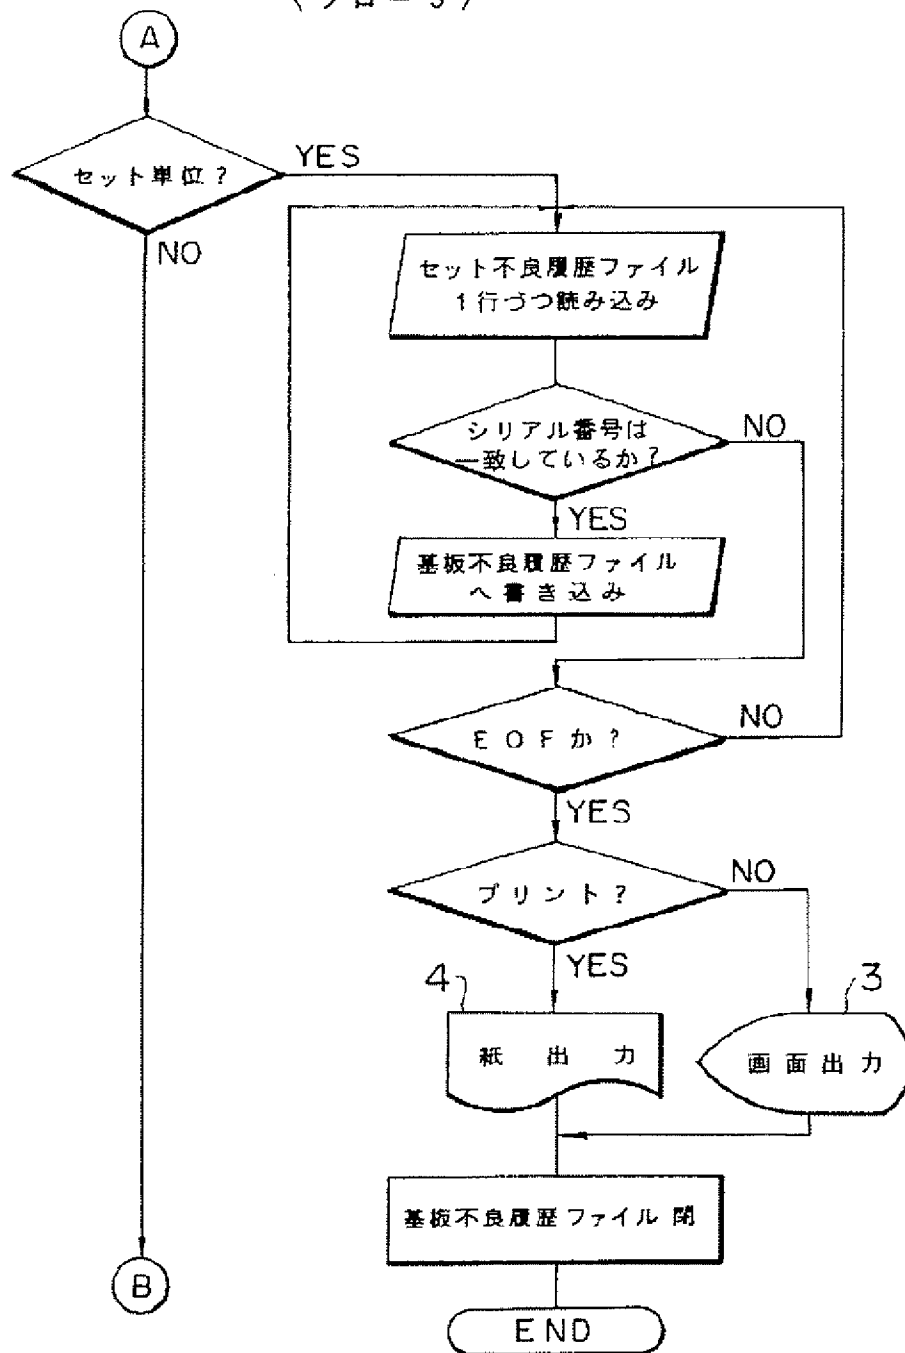 A
セット単位?
YES
NO
セット不良履歴ファイル
1行づつ読み込み
シリアル番号は
一致しているか?
NO
YES
基板不良履歴ファイル
へ書き込み
EOFか?
NO
YES
プリント?
NO
YES
4
紙出力
3
画面出力
基板不良履歴ファイル閉
B
END